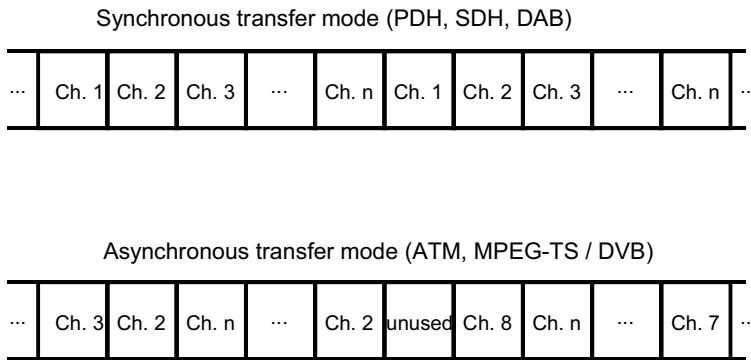 Synchronous transfer mode (PDH, SDH, DAB)
... Ch. 1 Ch. 2 Ch. 3 ... Ch. n Ch. 1 Ch. 2 Ch. 3 ... Ch. n ..
Asynchronous transfer mode (ATM, MPEG-TS / DVB)
... Ch. 3 Ch. 2 Ch. n ... Ch. 2 unused Ch. 8 Ch. n ... Ch. 7 ..